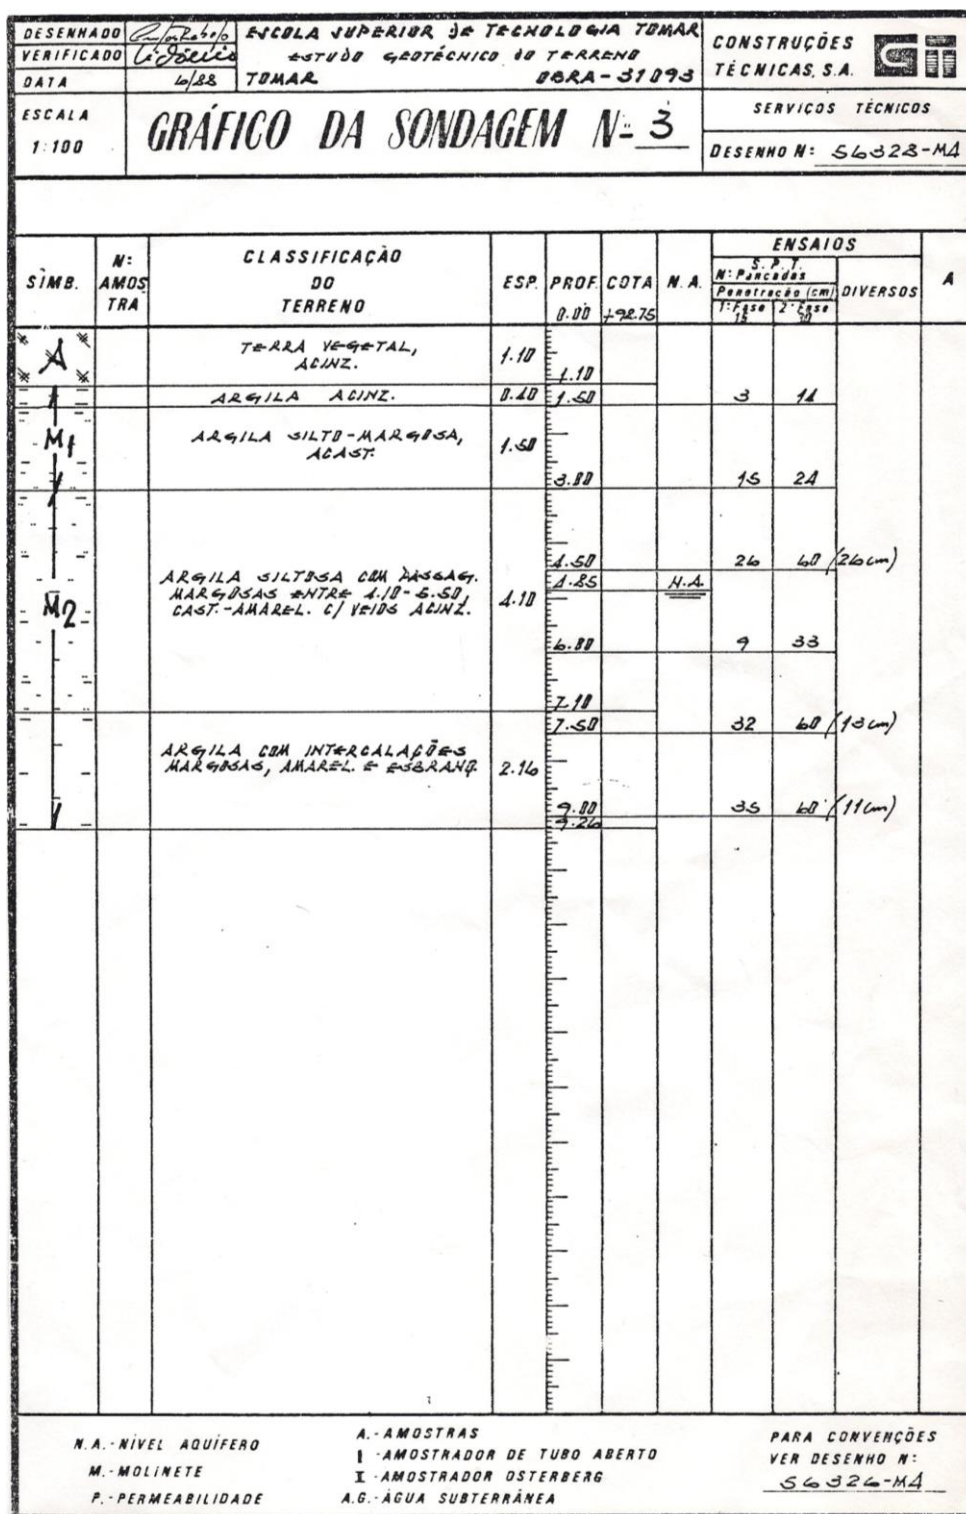 DESENHADO
VERIFICADO
DATA 6/88
ESCOLA SUPERIOR DE TECNOLOGIA TOMAR
ESTUDO GEOTÉCNICO DO TERRENO
TOMAR OBRA-31093
CONSTRUÇÕES
TÉCNICAS, S.A.
ESCALA
1:100
GRÁFICO DA SONDAGEM Nº 3
SERVIÇOS TÉCNICOS
DESENHO Nº: 56328-M4
SÍMB.
Nº:
AMOS
TRA
CLASSIFICAÇÃO
DO
TERRENO
ESP.
PROF.
0.00
COTA
+92.75
N.A.
ENSAIOS
S.P.T.
Nº: Pancadas
Penetração (cm)
1ª Fase 2ª Fase
15 30
DIVERSOS
A
A
TERRA VEGETAL,
ACINZ.
1.10
1.10
ARGILA ACINZ.
0.40 1.50 3 14
M1
ARGILA SILTO-MARGOSA,
ACAST.
1.50
3.00 15 24
4.50 26 60 (26cm)
4.85 N.A.
M2
ARGILA SILTOSA COM PASSAG.
MARGOSAS ENTRE 4.10-5.50,
CAST.-AMAREL. C/ VEIOS ACINZ.
4.10
6.00 9 33
7.10
7.50 32 60 (13cm)
ARGILA COM INTERCALAÇÕES
MARGOSAS, AMAREL. E ESBRANQ.
2.16
9.00 35 60 (11cm)
9.26
N.A.-NÍVEL AQUÍFERO
M.-MOLINETE
P.-PERMEABILIDADE
A.-AMOSTRAS
-AMOSTRADOR DE TUBO ABERTO
-AMOSTRADOR OSTERBERG
A.G.-ÁGUA SUBTERRÂNEA
PARA CONVENÇÕES
VER DESENHO Nº:
56326-M4